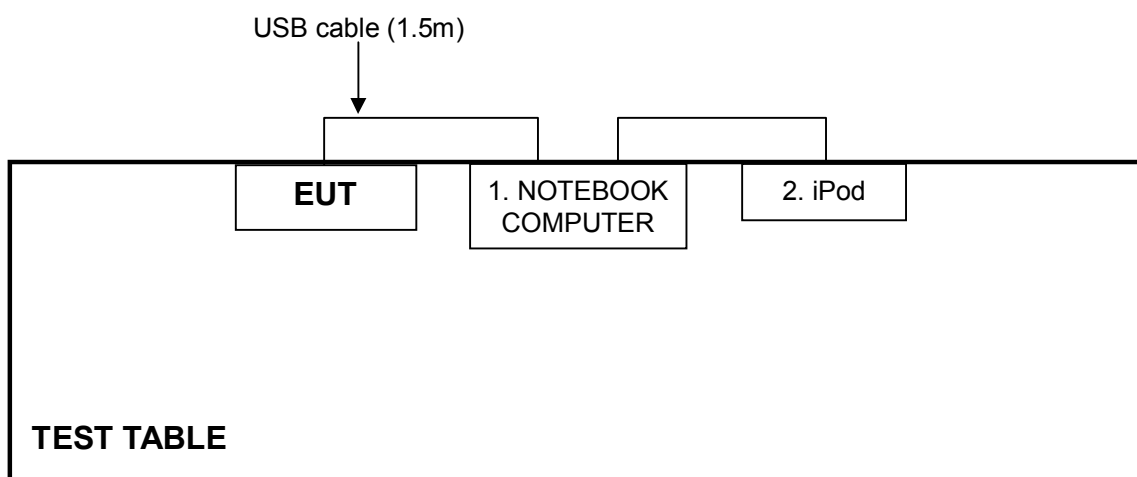 USB cable (1.5m)
EUT
1. NOTEBOOK
COMPUTER
2. iPod
TEST TABLE